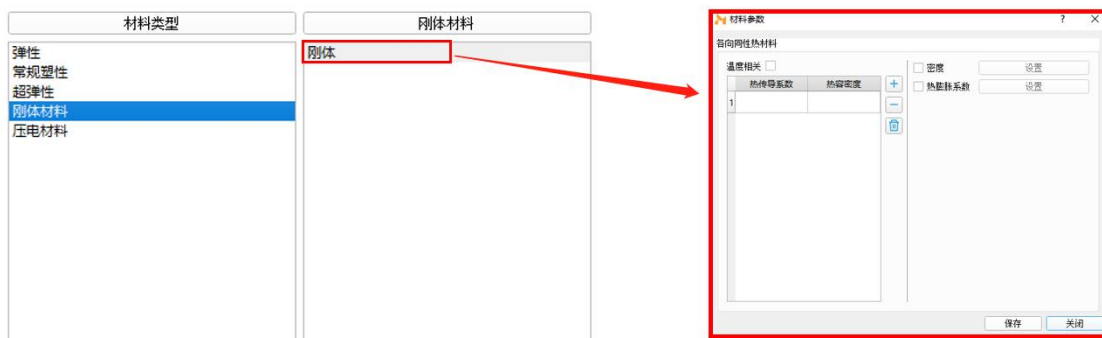 材料类型
刚体材料
弹性
常规塑性
超弹性
刚体材料
压电材料
刚体
材料参数 ? ×
各向同性热材料
温度相关
热传导系数 热容密度
1
密度 设置
热膨胀系数 设置
保存 关闭